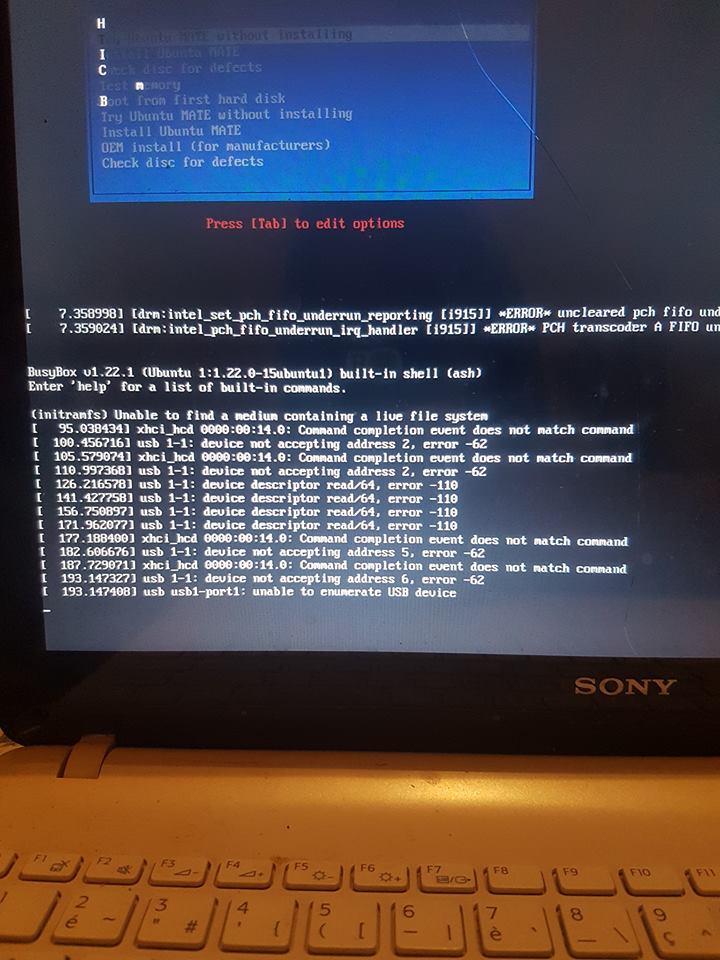 H
Try Ubuntu MATE without installing
Install Ubuntu MATE
Check disc for defects
Test memory
Boot from first hard disk
Try Ubuntu MATE without installing
Install Ubuntu MATE
OEM install (for manufacturers)
Check disc for defects
Press [Tab] to edit options
[ 7.358998] [drm:intel_set_pch_fifo_underrun_reporting [i915]] *ERROR* uncleared pch fifo und
[ 7.359024] [drm:intel_pch_fifo_underrun_irq_handler [i915]] *ERROR* PCH transcoder A FIFO un
BusyBox v1.22.1 (Ubuntu 1:1.22.0-15ubuntu1) built-in shell (ash)
Enter 'help' for a list of built-in commands.
(initramfs) Unable to find a medium containing a live file system
[ 95.038434] xhci_hcd 0000:00:14.0: Command completion event does not match command
[ 100.456716] usb 1-1: device not accepting address 2, error -62
[ 105.579074] xhci_hcd 0000:00:14.0: Command completion event does not match command
[ 110.997368] usb 1-1: device not accepting address 2, error -62
[ 126.216578] usb 1-1: device descriptor read/64, error -110
[ 141.427758] usb 1-1: device descriptor read/64, error -110
[ 156.750897] usb 1-1: device descriptor read/64, error -110
[ 171.962077] usb 1-1: device descriptor read/64, error -110
[ 177.188400] xhci_hcd 0000:00:14.0: Command completion event does not match command
[ 182.606676] usb 1-1: device not accepting address 5, error -62
[ 187.729071] xhci_hcd 0000:00:14.0: Command completion event does not match command
[ 193.147327] usb 1-1: device not accepting address 6, error -62
[ 193.147408] usb usb1-port1: unable to enumerate USB device
_
SONY
F1 F2 F3 F4 F5 F6 F7 F8 F9 F10 F11
2 3 4 5 6 7 8 9
é ~ " # ' { ( [ - | è ` _ \ ç ^